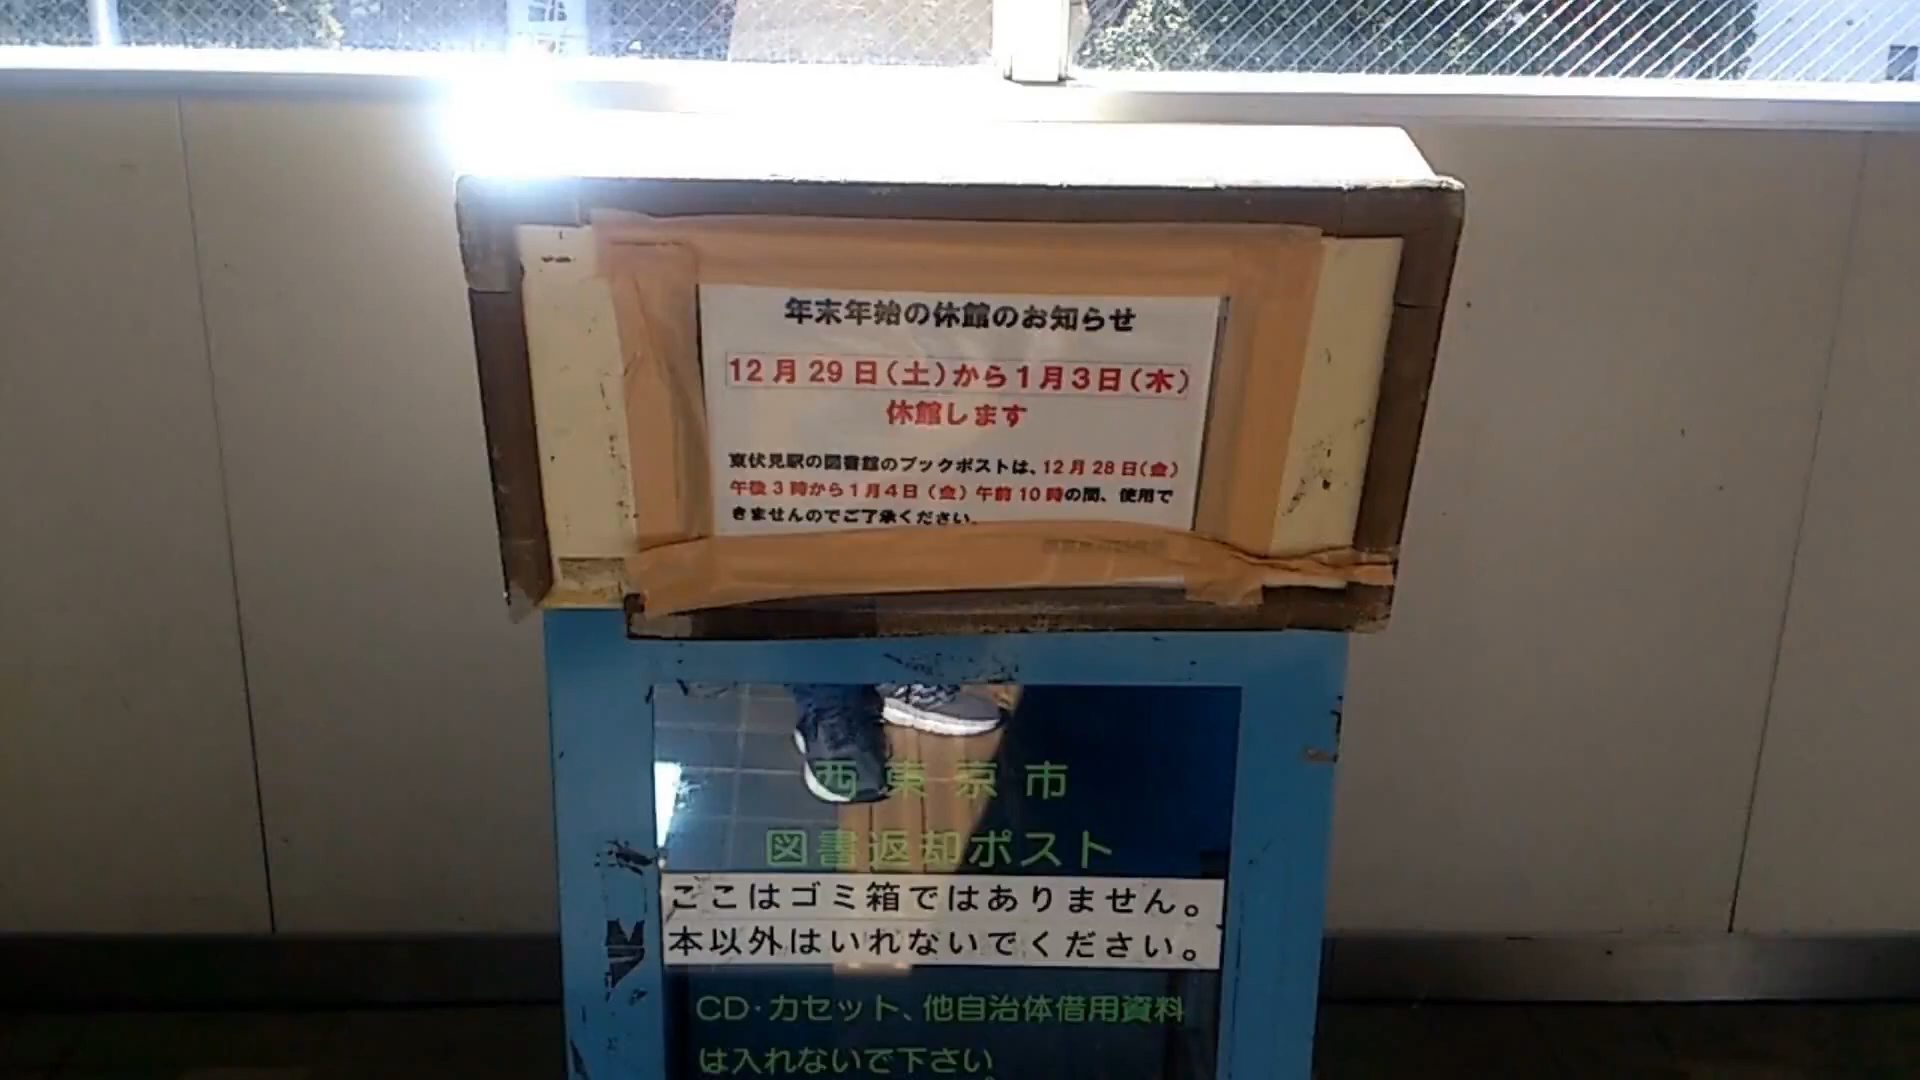 年末年始の休館のお知らせ
12月29日(土)から1月3日(木)
休館します
東伏見駅の図書館のブックポストは、12月28日(金)
午後3時から1月4日(金)午前10時の間、使用で
きませんのでご了承ください。
西東京市
図書返却ポスト
ここはゴミ箱ではありません。
本以外はいれないでください。
CD・カセット、他自治体借用資料
は入れないで下さい。